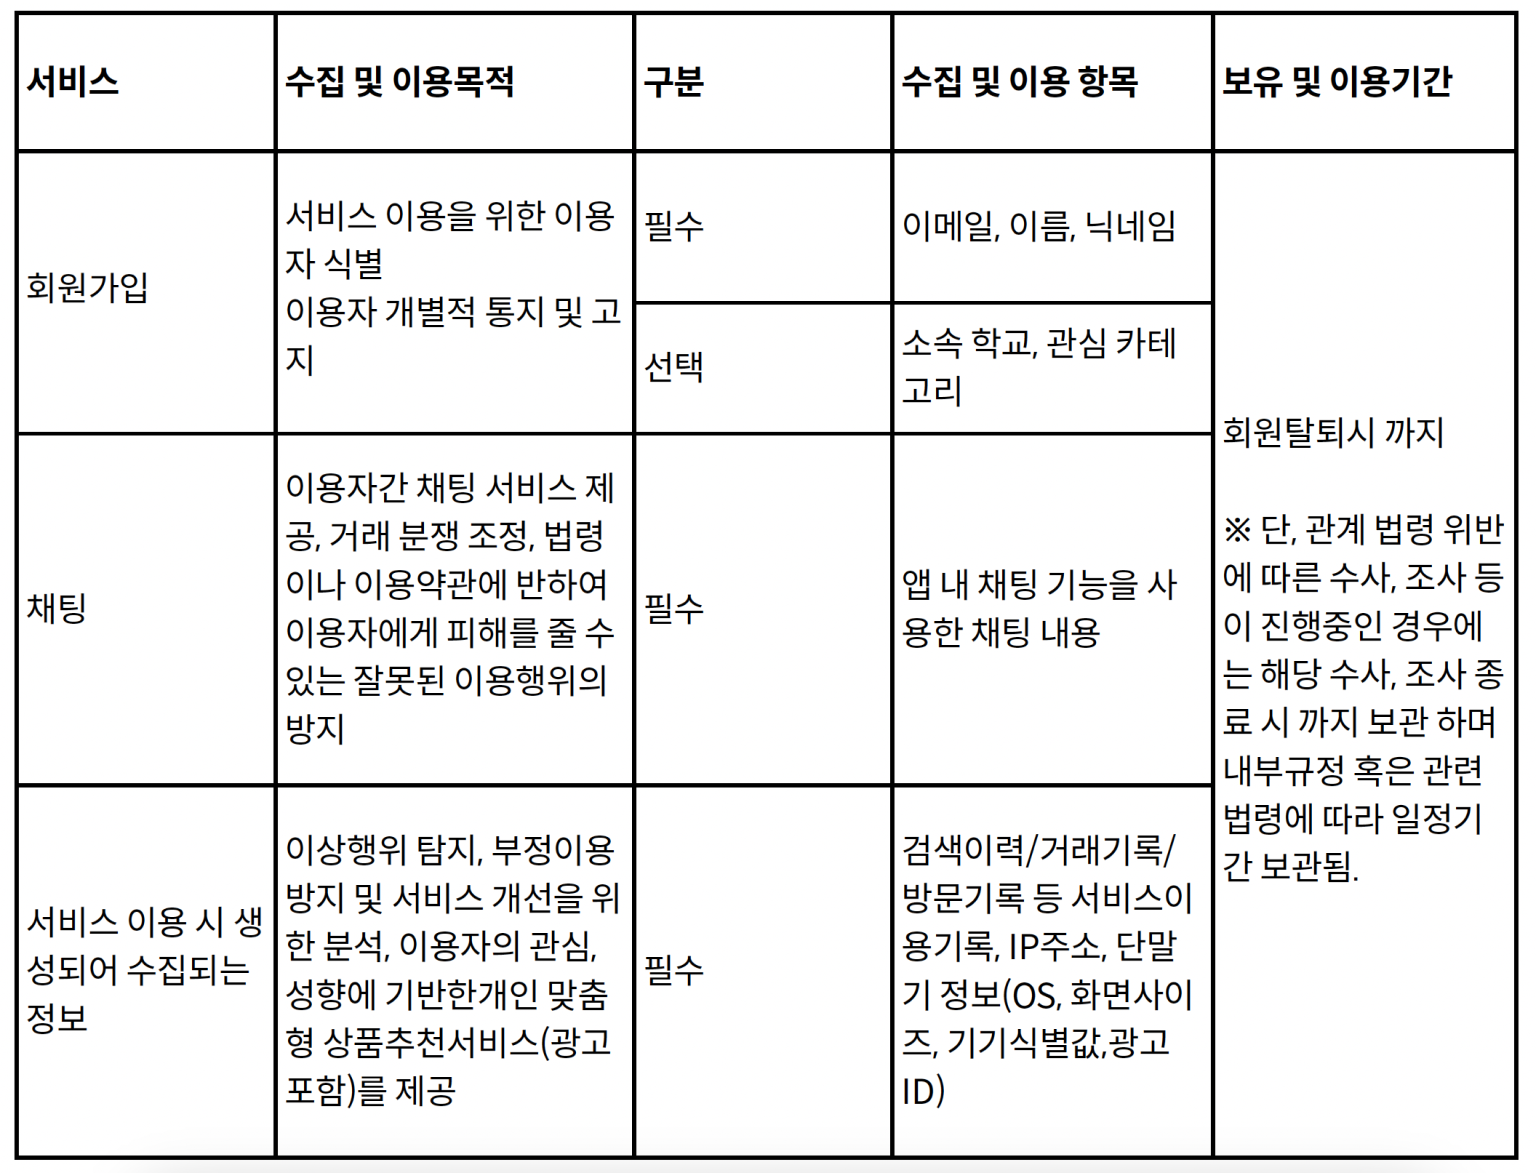 서비스
수집 및 이용목적
구분
수집 및 이용 항목
보유 및 이용기간
회원가입
서비스 이용을 위한 이용
자 식별
이용자 개별적 통지 및 고
지
필수
이메일, 이름, 닉네임
선택
소속 학교, 관심 카테
고리
채팅
이용자간 채팅 서비스 제
공, 거래 분쟁 조정, 법령
이나 이용약관에 반하여
이용자에게 피해를 줄 수
있는 잘못된 이용행위의
방지
필수
앱 내 채팅 기능을 사
용한 채팅 내용
서비스 이용 시 생
성되어 수집되는
정보
이상행위 탐지, 부정이용
방지 및 서비스 개선을 위
한 분석, 이용자의 관심,
성향에 기반한개인 맞춤
형 상품추천서비스(광고
포함)를 제공
필수
검색이력/거래기록/
방문기록 등 서비스이
용기록, IP주소, 단말
기 정보(OS, 화면사이
즈, 기기식별값,광고
ID)
회원탈퇴시 까지
※ 단, 관계 법령 위반
에 따른 수사, 조사 등
이 진행중인 경우에
는 해당 수사, 조사 종
료 시 까지 보관 하며
내부규정 혹은 관련
법령에 따라 일정기
간 보관됨.